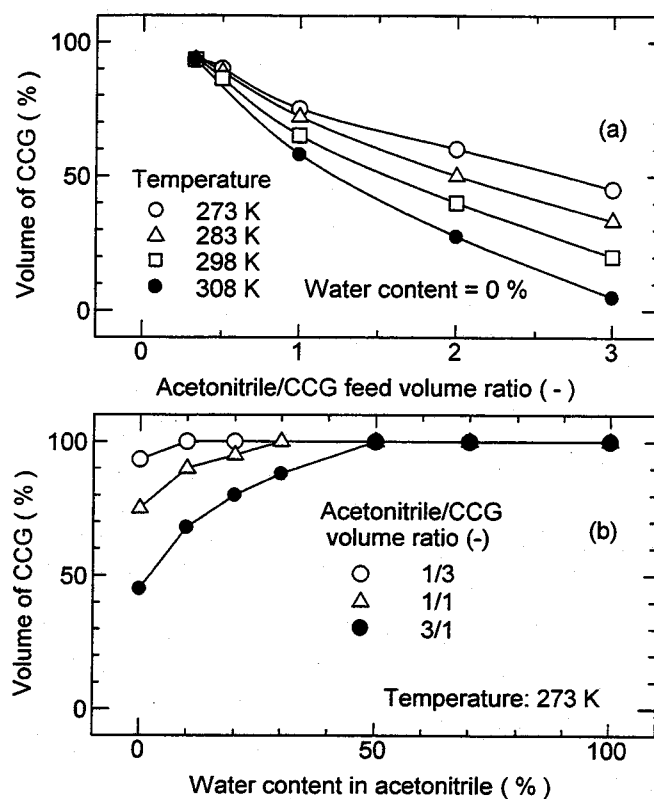 100
50
0
Volume of CCG ( % )
(a)
Temperature
273 K
283 K
298 K
308 K
Water content = 0 %
0 1 2 3
Acetonitrile/CCG feed volume ratio ( - )
100
50
0
Volume of CCG ( % )
Acetonitrile/CCG
volume ratio (-)
(b)
1/3
1/1
3/1
Temperature: 273 K
0 50 100
Water content in acetonitrile ( % )